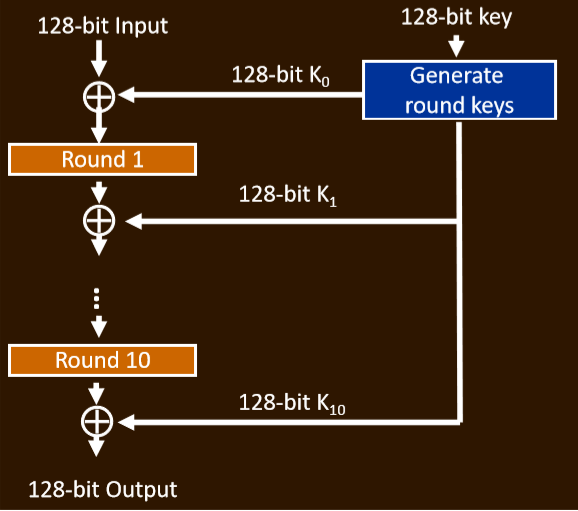 128-bit Input
128-bit key
128-bit K₀
Generate
round keys
Round 1
128-bit K₁
Round 10
128-bit K₁₀
128-bit Output